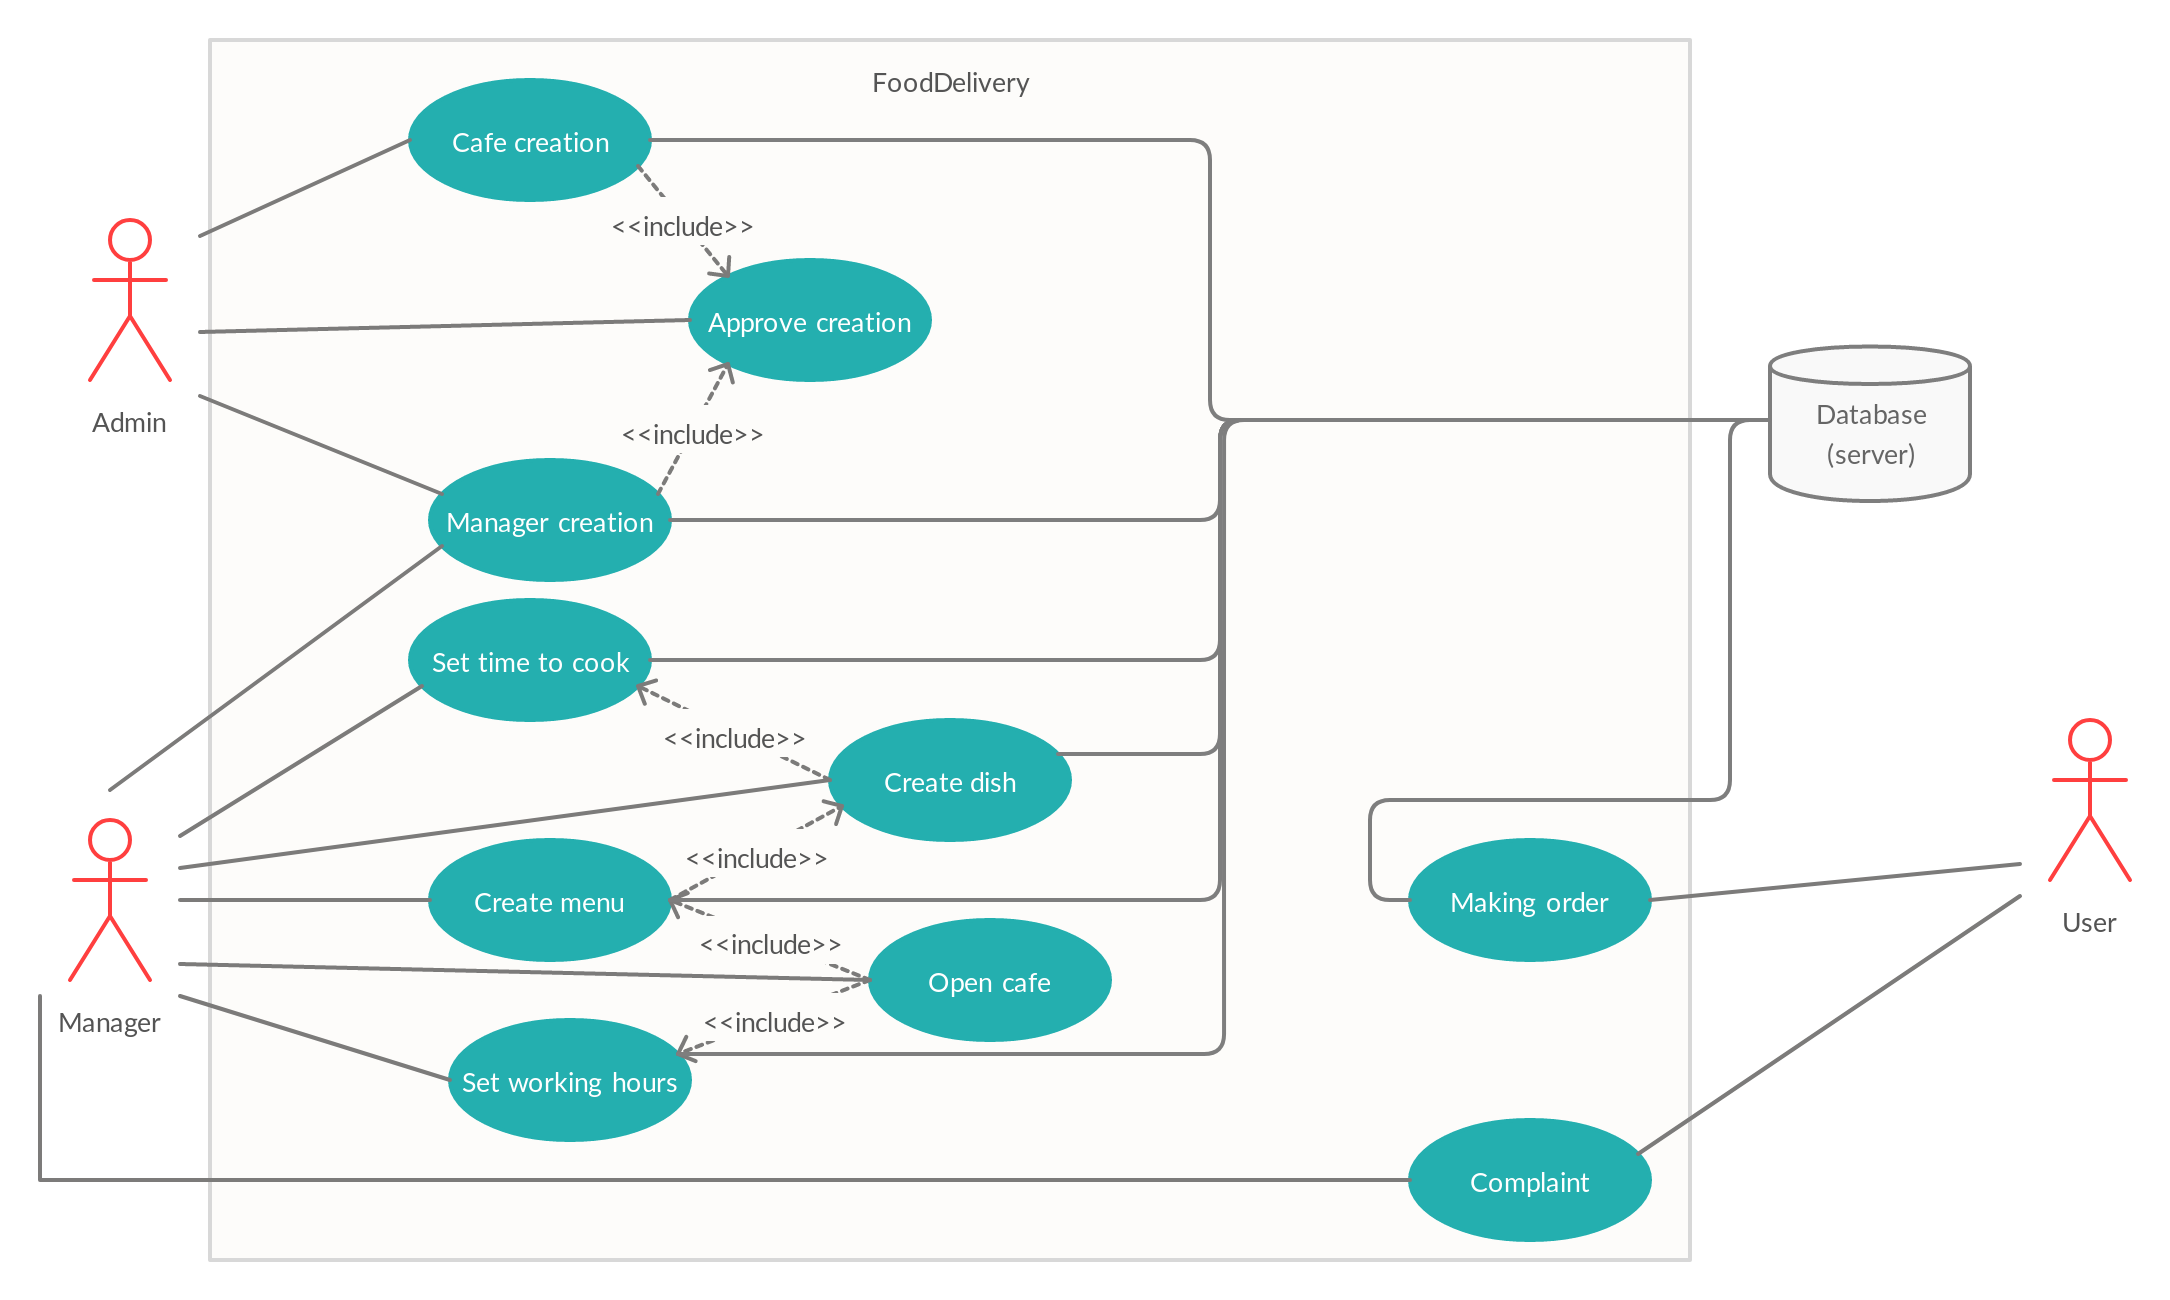 FoodDelivery
Cafe creation
<<include>>
Approve creation
Admin
<<include>>
Database
(server)
Manager creation
Set time to cook
<<include>>
Create dish
<<include>>
Create menu
Making order
User
<<include>>
Open cafe
Manager
<<include>>
Set working hours
Complaint